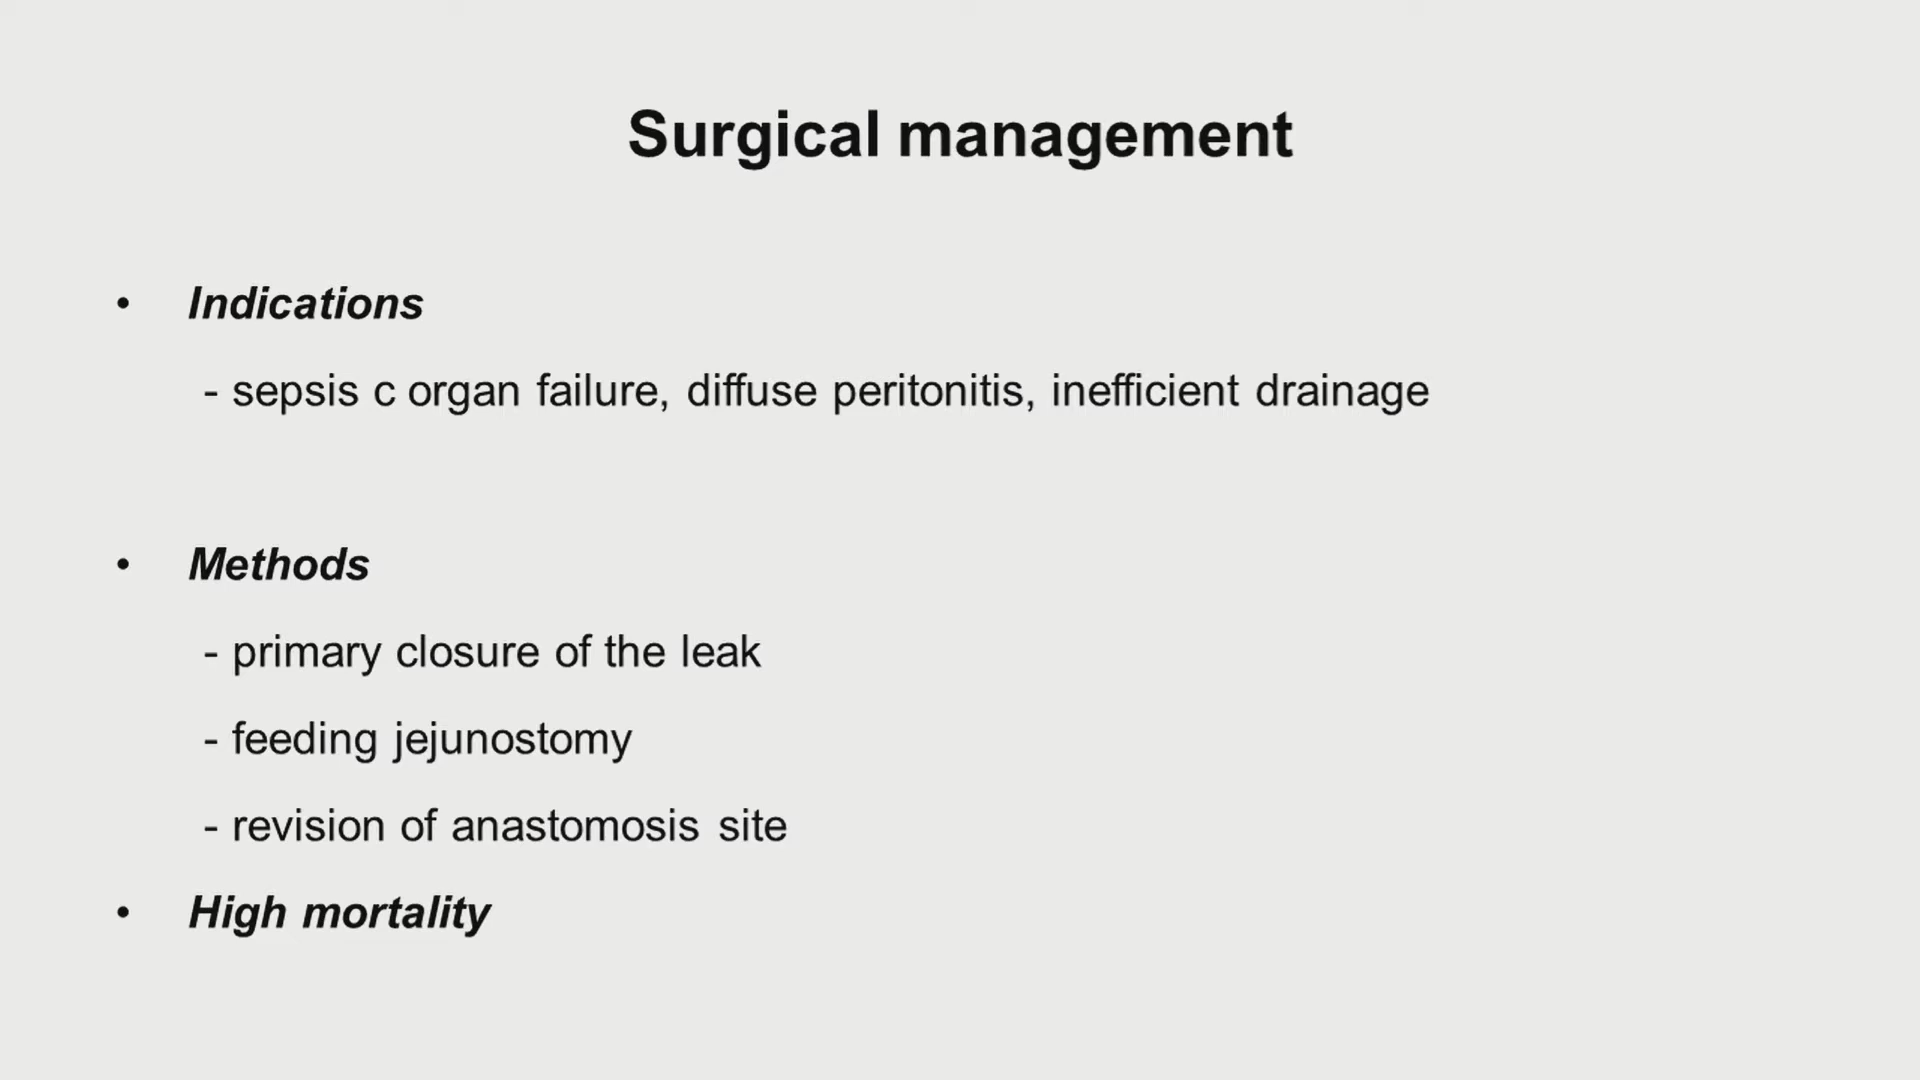 Surgical management
• Indications
- sepsis c organ failure, diffuse peritonitis, inefficient drainage
• Methods
- primary closure of the leak
- feeding jejunostomy
- revision of anastomosis site
• High mortality